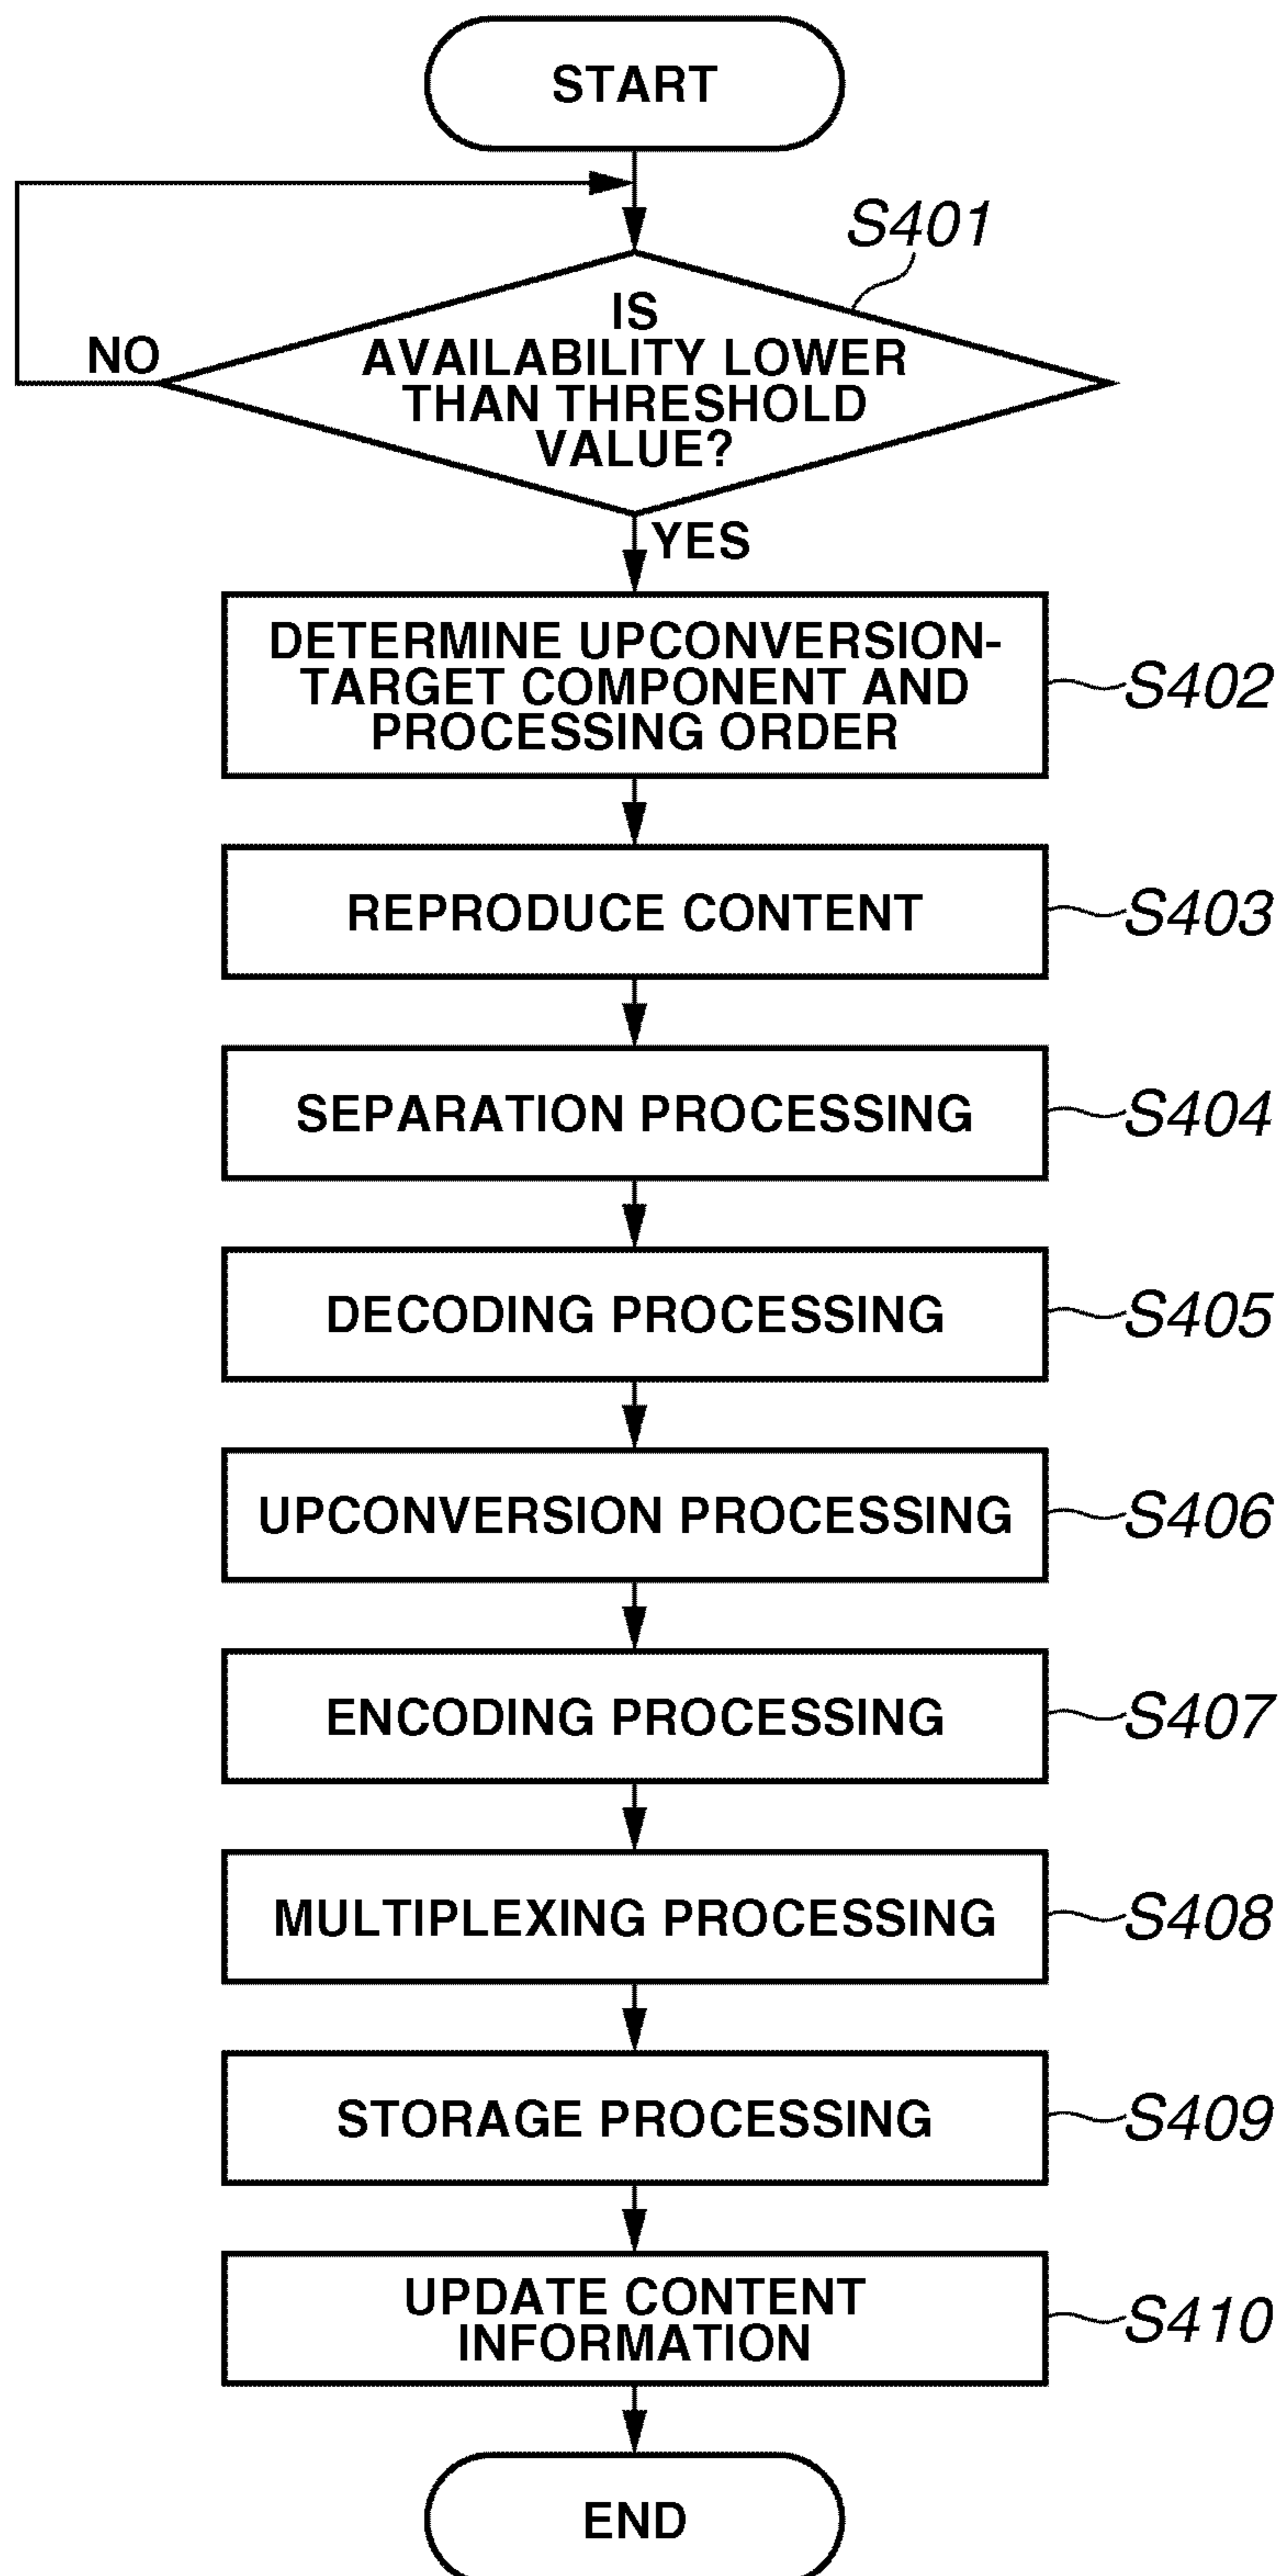 START
S401
IS
AVAILABILITY LOWER
THAN THRESHOLD
VALUE?
NO
YES
DETERMINE UPCONVERSION-
TARGET COMPONENT AND
PROCESSING ORDER
S402
REPRODUCE CONTENT
S403
SEPARATION PROCESSING
S404
DECODING PROCESSING
S405
UPCONVERSION PROCESSING
S406
ENCODING PROCESSING
S407
MULTIPLEXING PROCESSING
S408
STORAGE PROCESSING
S409
UPDATE CONTENT
INFORMATION
S410
END